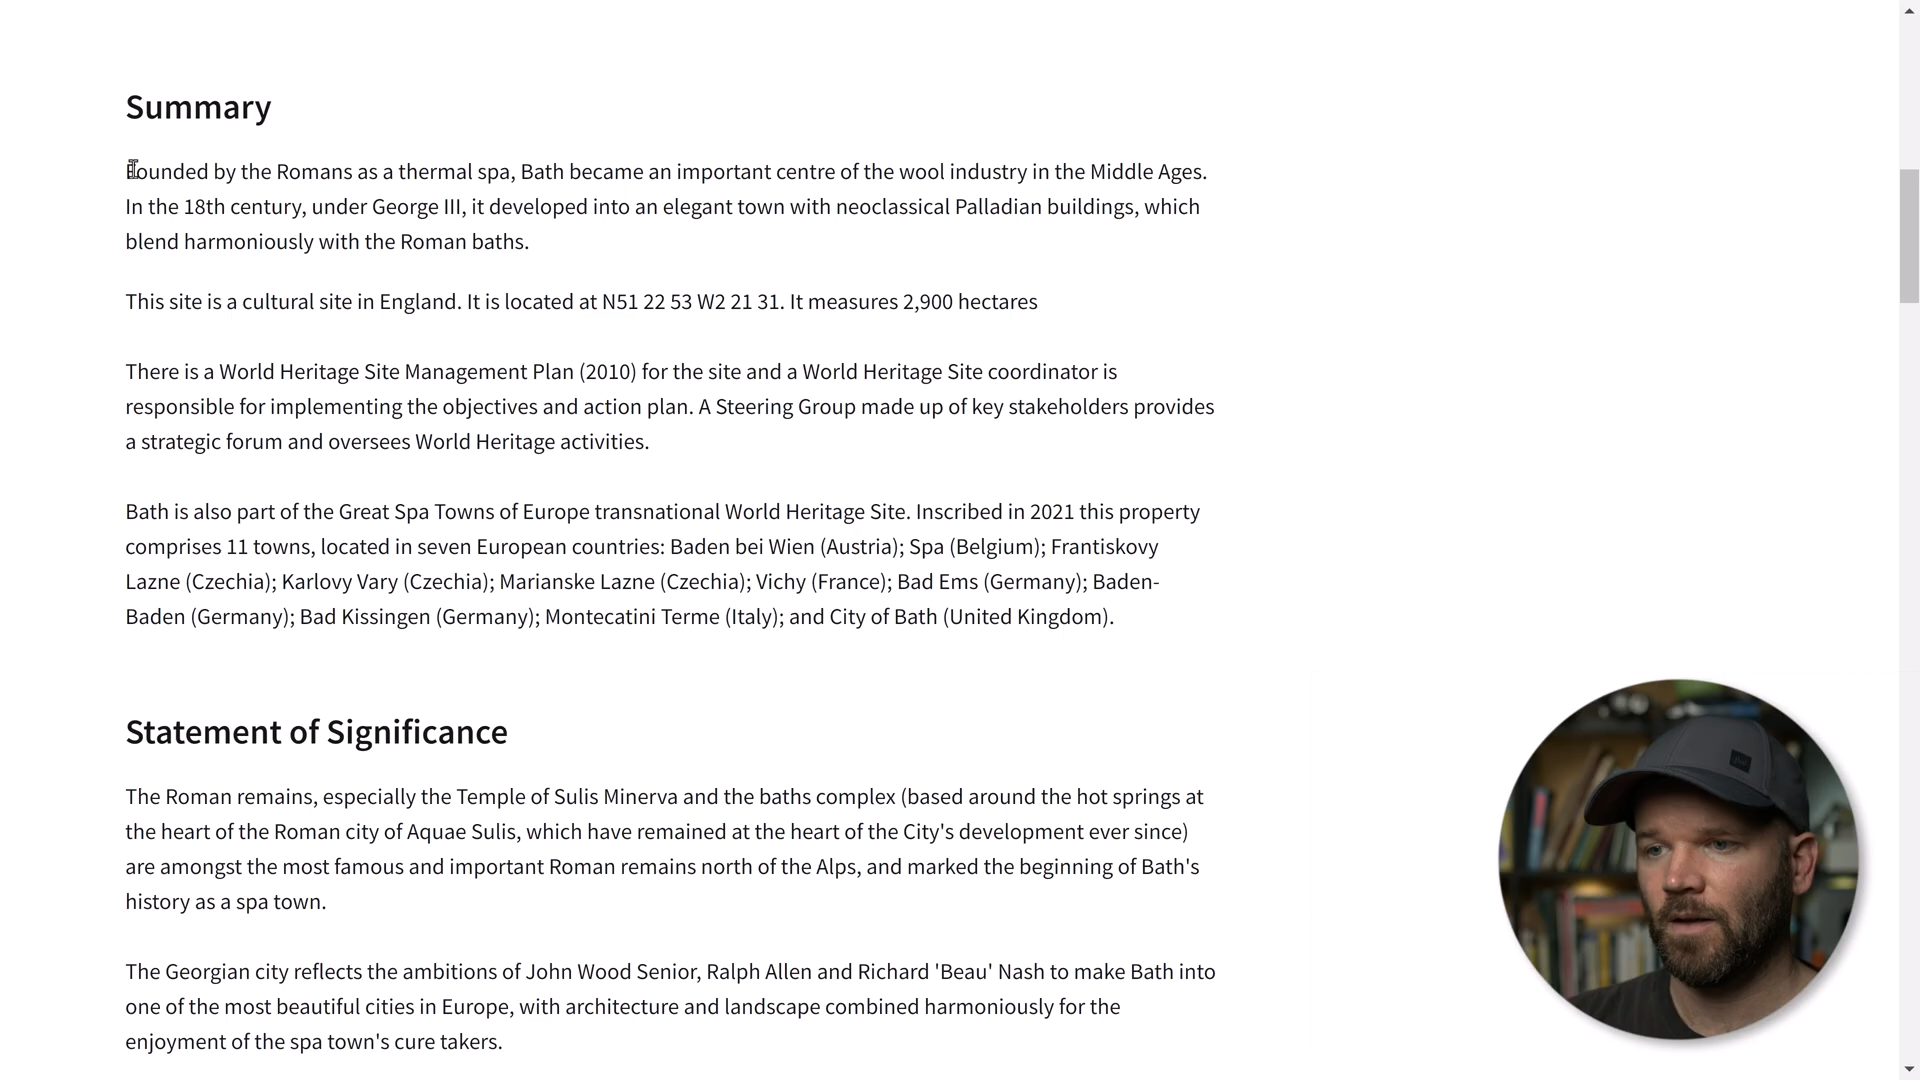 Summary
Founded by the Romans as a thermal spa, Bath became an important centre of the wool industry in the Middle Ages.
In the 18th century, under George III, it developed into an elegant town with neoclassical Palladian buildings, which
blend harmoniously with the Roman baths.
This site is a cultural site in England. It is located at N51 22 53 W2 21 31. It measures 2,900 hectares
There is a World Heritage Site Management Plan (2010) for the site and a World Heritage Site coordinator is
responsible for implementing the objectives and action plan. A Steering Group made up of key stakeholders provides
a strategic forum and oversees World Heritage activities.
Bath is also part of the Great Spa Towns of Europe transnational World Heritage Site. Inscribed in 2021 this property
comprises 11 towns, located in seven European countries: Baden bei Wien (Austria); Spa (Belgium); Frantiskovy
Lazne (Czechia); Karlovy Vary (Czechia); Marianske Lazne (Czechia); Vichy (France); Bad Ems (Germany); Baden-
Baden (Germany); Bad Kissingen (Germany); Montecatini Terme (Italy); and City of Bath (United Kingdom).
Statement of Significance
The Roman remains, especially the Temple of Sulis Minerva and the baths complex (based around the hot springs at
the heart of the Roman city of Aquae Sulis, which have remained at the heart of the City's development ever since)
are amongst the most famous and important Roman remains north of the Alps, and marked the beginning of Bath's
history as a spa town.
The Georgian city reflects the ambitions of John Wood Senior, Ralph Allen and Richard 'Beau' Nash to make Bath into
one of the most beautiful cities in Europe, with architecture and landscape combined harmoniously for the
enjoyment of the spa town's cure takers.